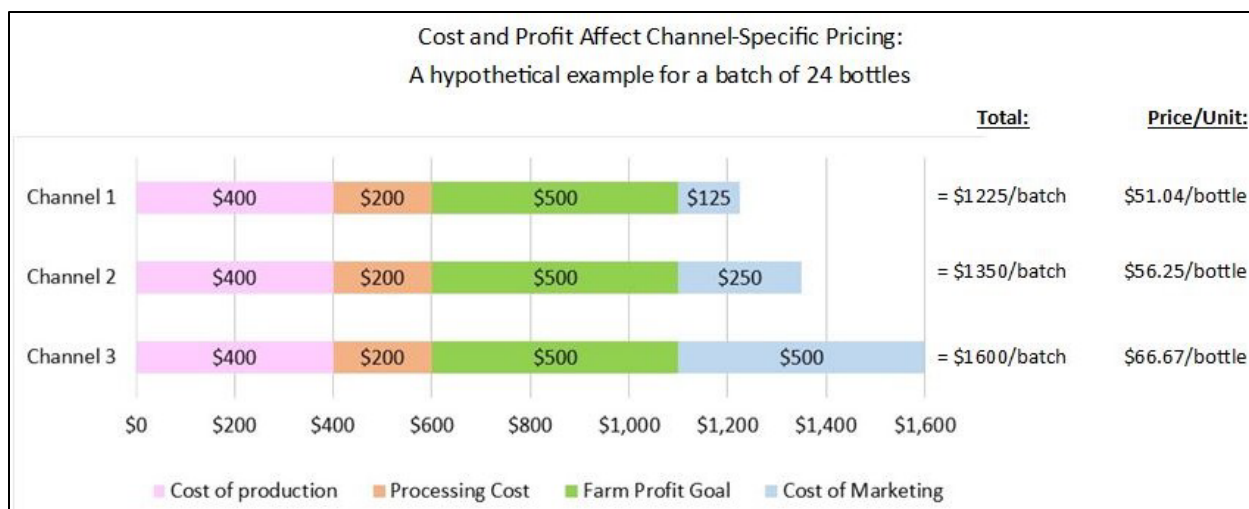 Cost and Profit Affect Channel-Specific Pricing:
A hypothetical example for a batch of 24 bottles
Total: Price/Unit:
Channel 1 $400 $200 $500 $125 = $1225/batch $51.04/bottle
Channel 2 $400 $200 $500 $250 = $1350/batch $56.25/bottle
Channel 3 $400 $200 $500 $500 = $1600/batch $66.67/bottle
$0 $200 $400 $600 $800 $1,000 $1,200 $1,400 $1,600
Cost of production Processing Cost Farm Profit Goal Cost of Marketing